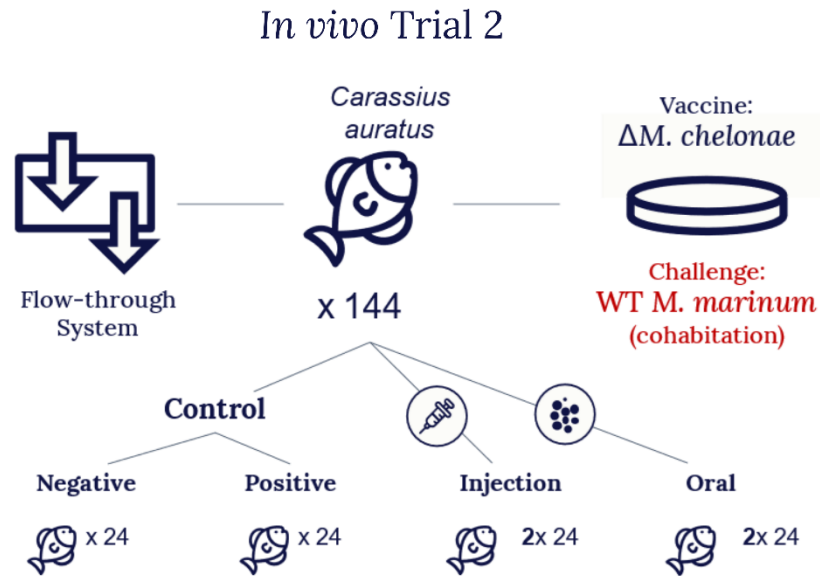 In vivo Trial 2
Carassius
auratus
Vaccine:
ΔM. chelonae
Flow-through
System
x 144
Challenge:
WT M. marinum
(cohabitation)
Control
Negative
Positive
Injection
Oral
x 24
x 24
2x 24
2x 24